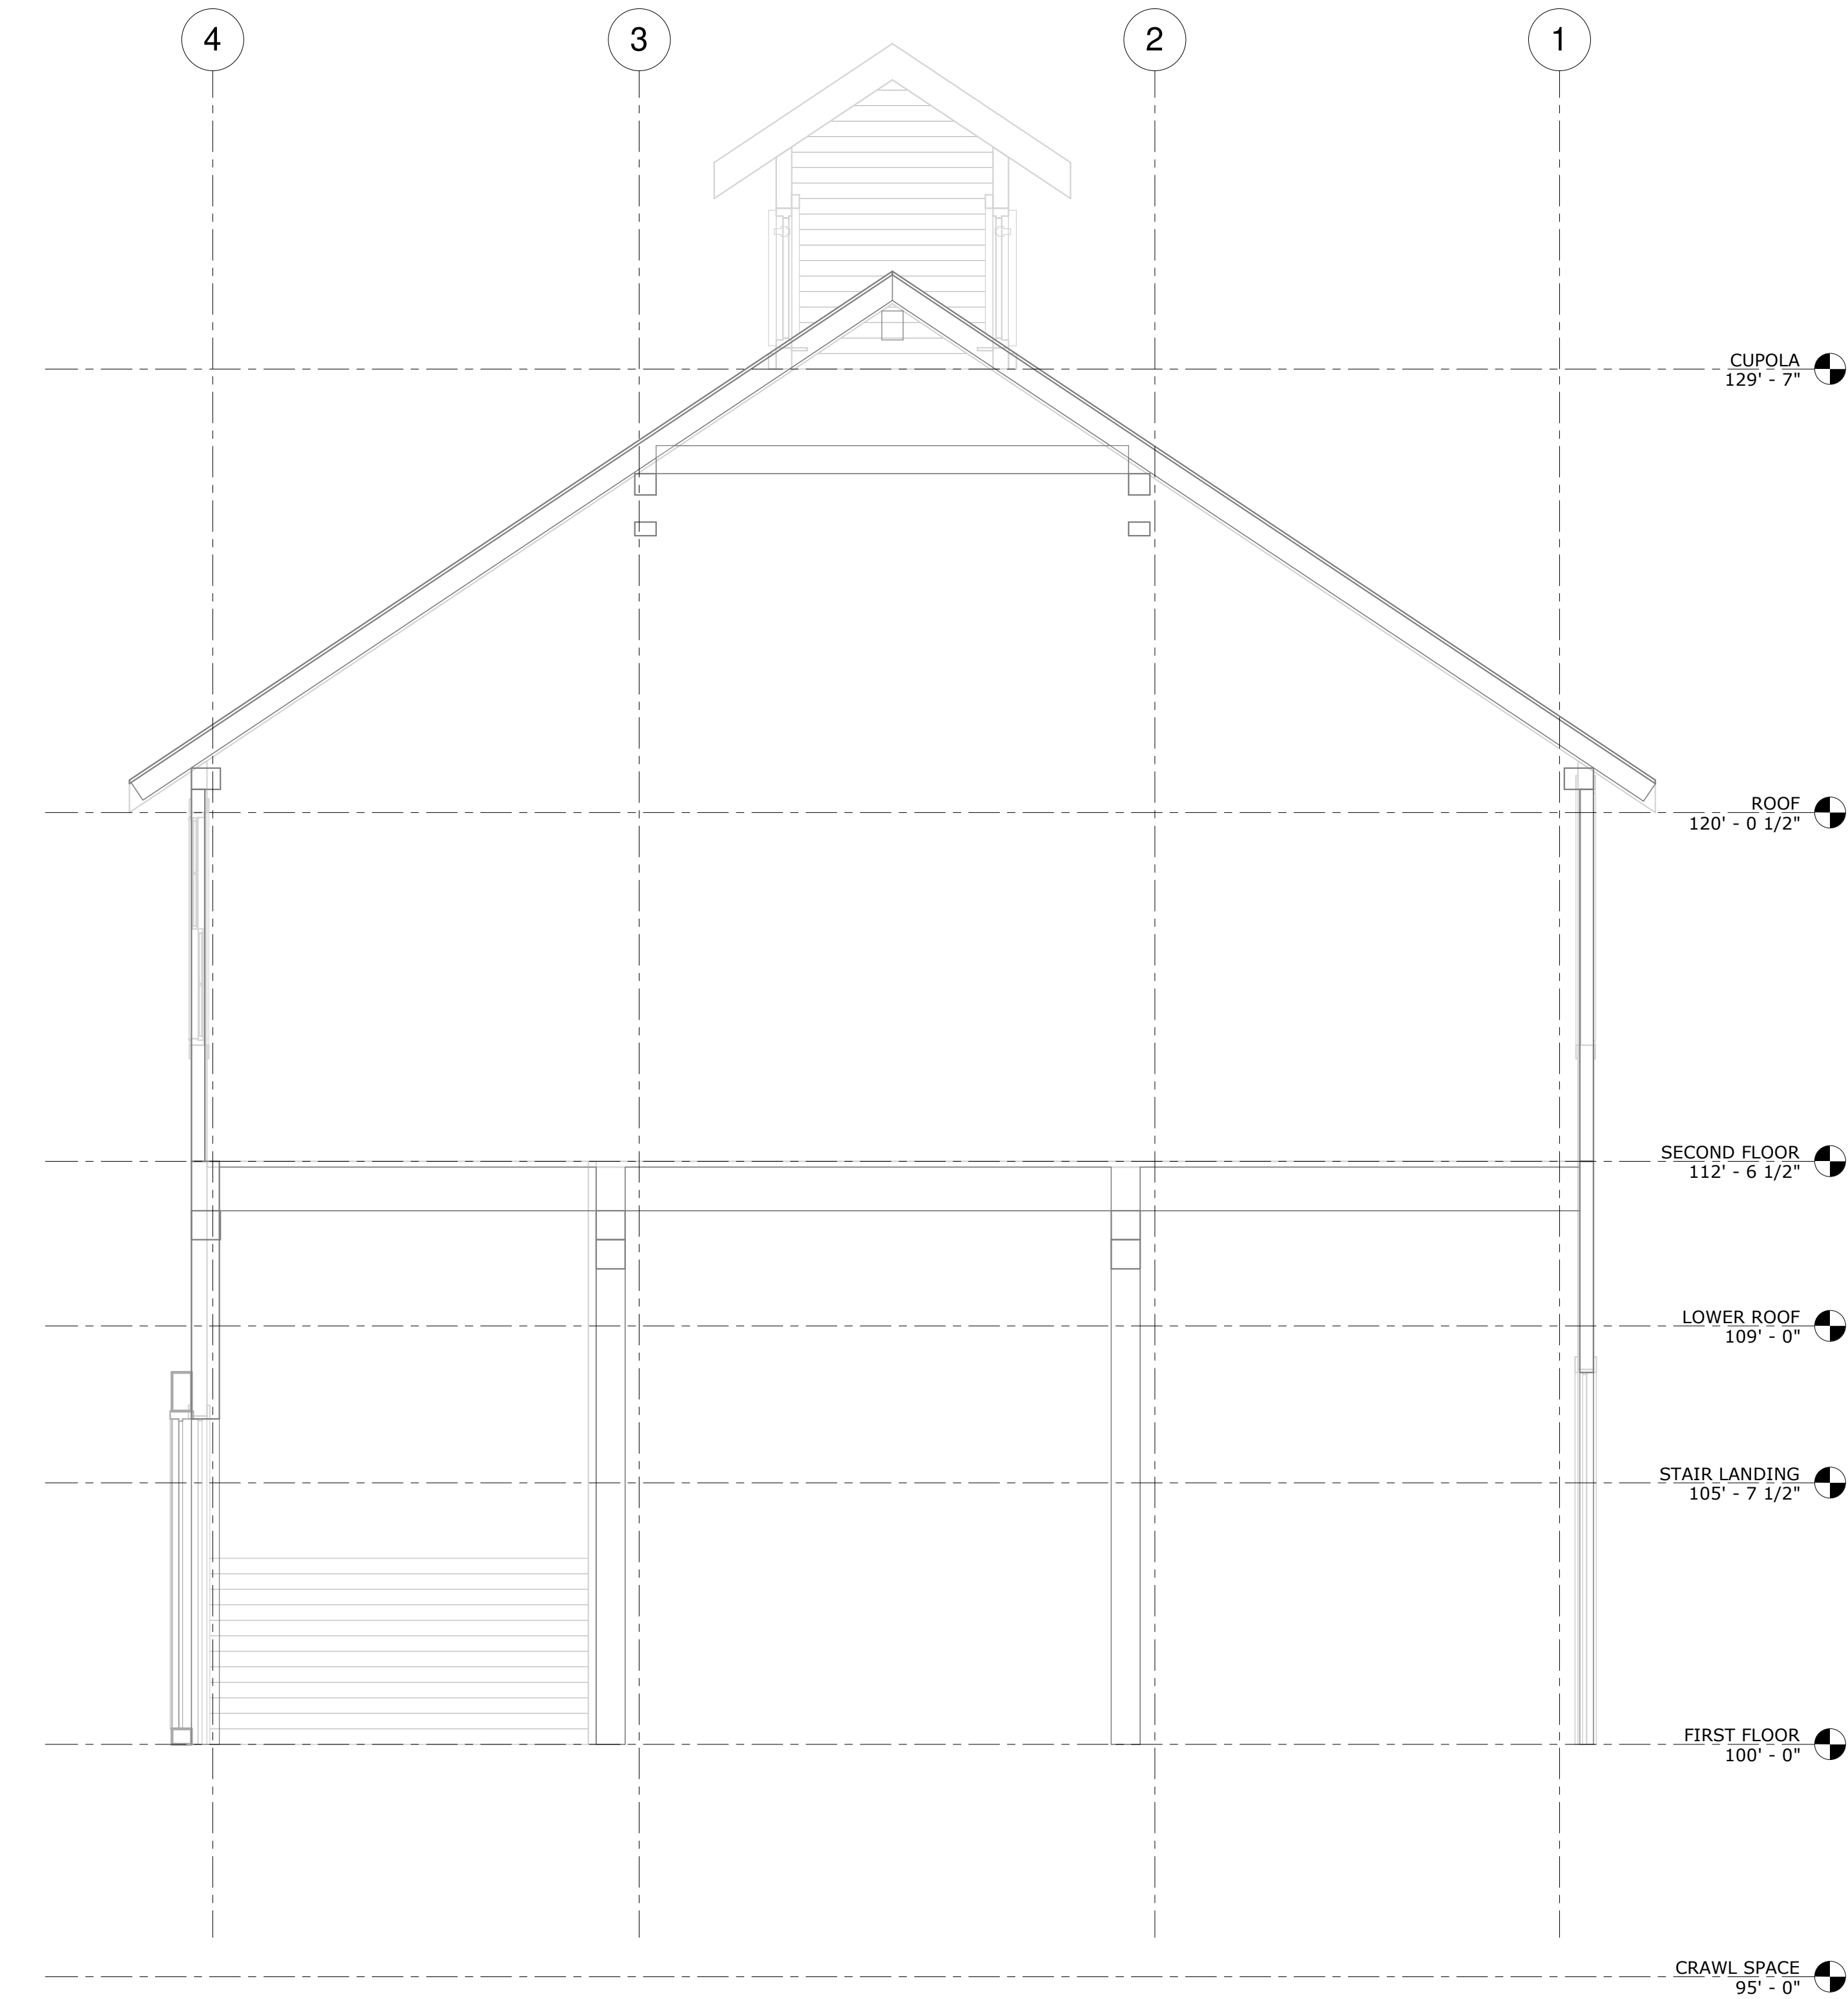 4
3
2
1
CUPOLA
129' - 7"
ROOF
120' - 0 1/2"
SECOND FLOOR
112' - 6 1/2"
LOWER ROOF
109' - 0"
STAIR LANDING
105' - 7 1/2"
FIRST FLOOR
100' - 0"
CRAWL SPACE
95' - 0"